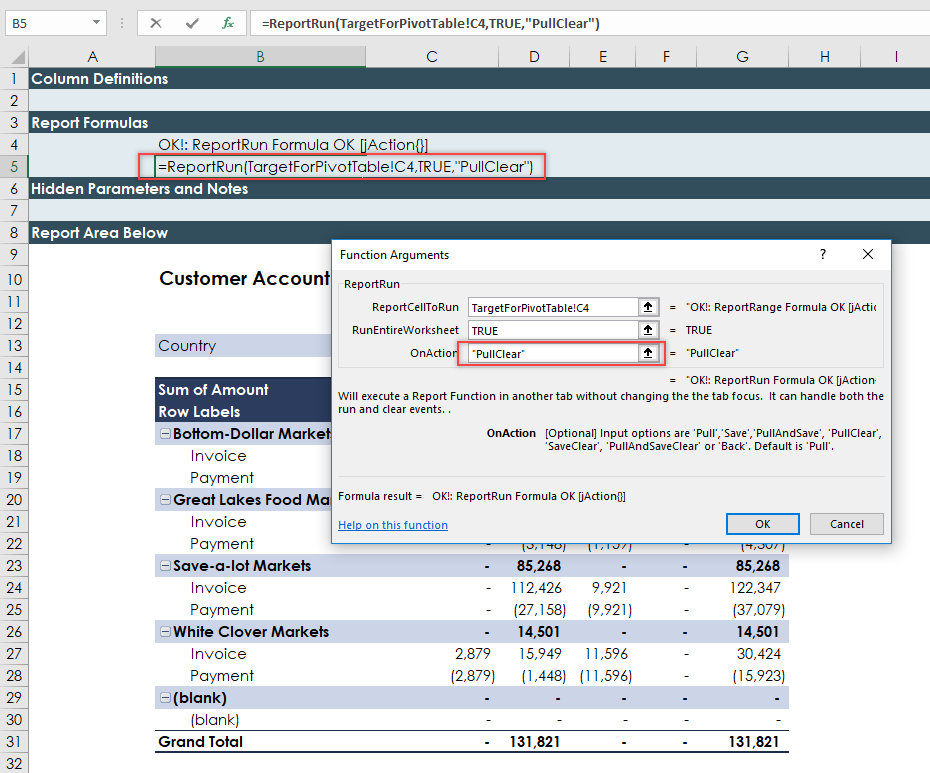 B5
fx
=ReportRun(TargetForPivotTable!C4,TRUE,"PullClear")
A B C D E F G H I
1 Column Definitions
2
3 Report Formulas
4 OK!: ReportRun Formula OK [jAction{}]
5 =ReportRun(TargetForPivotTable!C4,TRUE,"PullClear")
6 Hidden Parameters and Notes
7
8 Report Area Below
9
10 Customer Account
11
12
13 Country
14
15 Sum of Amount
16 Row Labels
17 Bottom-Dollar Markets
18 Invoice
19 Payment
20 Great Lakes Food Ma
21 Invoice
22 Payment - (3,148) (1,159) - (4,307)
23 Save-a-lot Markets - 85,268 - - 85,268
24 Invoice - 112,426 9,921 - 122,347
25 Payment - (27,158) (9,921) - (37,079)
26 White Clover Markets - 14,501 - - 14,501
27 Invoice 2,879 15,949 11,596 - 30,424
28 Payment (2,879) (1,448) (11,596) - (15,923)
29 (blank) - - - - -
30 (blank) - - - - -
31 Grand Total - 131,821 - - 131,821
32
Function Arguments ?
ReportRun
ReportCellToRun TargetForPivotTable!C4 = "OK!: ReportRange Formula OK [jActio
RunEntireWorksheet TRUE = TRUE
OnAction "PullClear" = "PullClear"
= "OK!: ReportRun Formula OK [jAction
Will execute a Report Function in another tab without changing the the tab focus. It can handle both the
run and clear events. .
OnAction [Optional] Input options are 'Pull','Save','PullAndSave', 'PullClear',
'SaveClear', 'PullAndSaveClear' or 'Back'. Default is 'Pull'.
Formula result = OK!: ReportRun Formula OK [jAction{}]
Help on this function
OK
Cancel